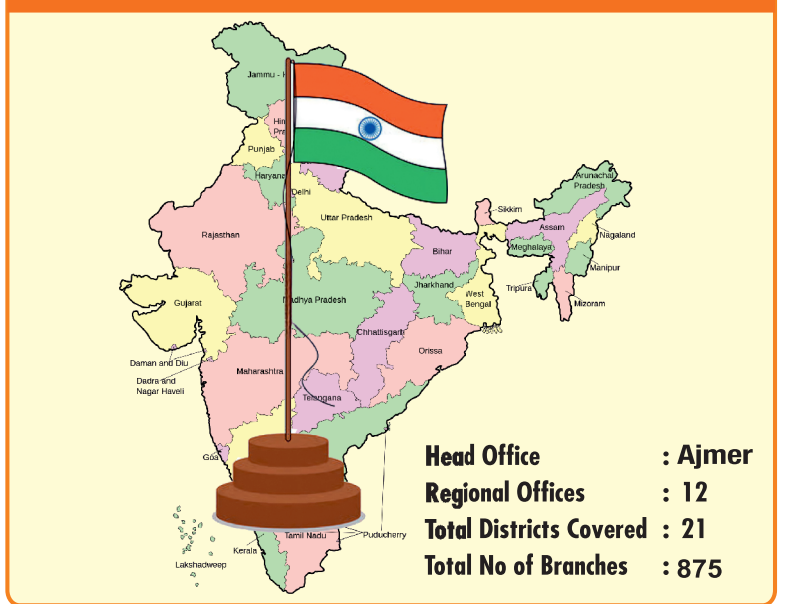 Jammu - K
Him
Pra
Punjab
Haryana
Delhi
Arunachal
Pradesh
Sikkim
Uttar Pradesh
Assam
Nagaland
Rajasthan
Bihar
Meghalaya
Manipur
Jharkhand
Tripura
West
Bengal
Gujarat
Madhya Pradesh
Mizoram
Chhattisgarh
Orissa
Daman and Diu
Maharashtra
Dadra and
Nagar Haveli
Telangana
Goa
Head Office : Ajmer
Regional Offices : 12
Total Districts Covered : 21
Total No of Branches : 875
Tamil Nadu
Puducherry
Kerala
Lakshadweep